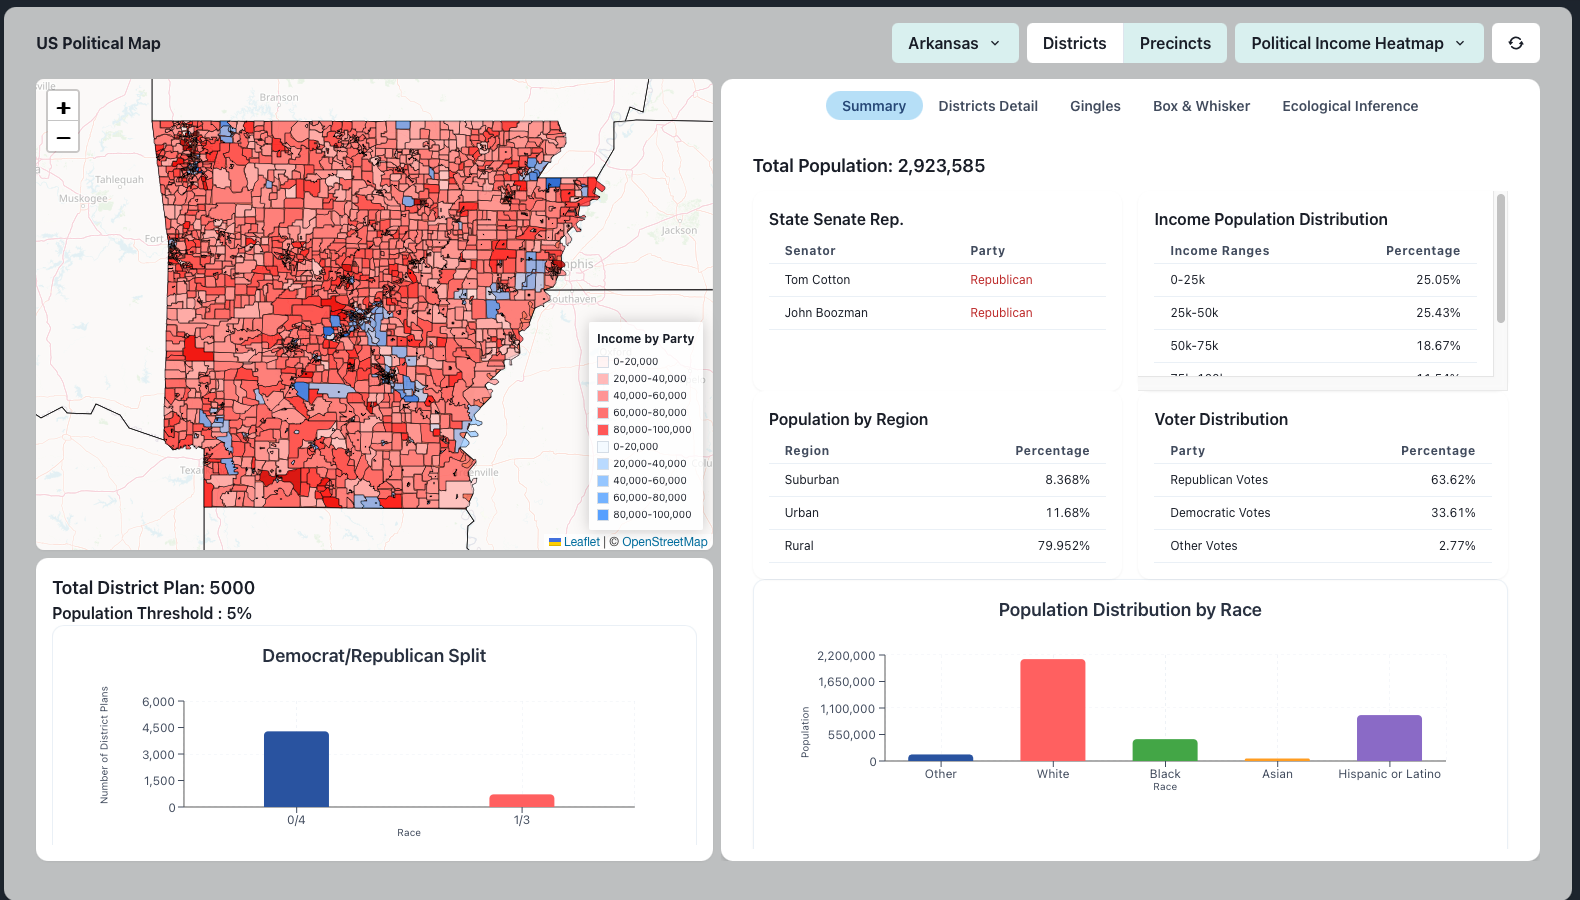 US Political Map
Arkansas
Districts
Precincts
Political Income Heatmap
+
−
Branson
Tahlequah
Muskogee
Fort
Jackson
phis
outhaven
enville
Income by Party
0-20,000
20,000-40,000
40,000-60,000
60,000-80,000
80,000-100,000
0-20,000
20,000-40,000
40,000-60,000
60,000-80,000
80,000-100,000
Leaflet | © OpenStreetMap
Total District Plan: 5000
Population Threshold : 5%
Democrat/Republican Split
Number of District Plans
6,000
4,500
3,000
1,500
0
0/4
1/3
Race
Summary
Districts Detail
Gingles
Box & Whisker
Ecological Inference
Total Population: 2,923,585
State Senate Rep.
Senator Party
Tom Cotton Republican
John Boozman Republican
Income Population Distribution
Income Ranges Percentage
0-25k 25.05%
25k-50k 25.43%
50k-75k 18.67%
Population by Region
Region Percentage
Suburban 8.368%
Urban 11.68%
Rural 79.952%
Voter Distribution
Party Percentage
Republican Votes 63.62%
Democratic Votes 33.61%
Other Votes 2.77%
Population Distribution by Race
Population
2,200,000
1,650,000
1,100,000
550,000
0
Other
White
Black
Asian
Hispanic or Latino
Race